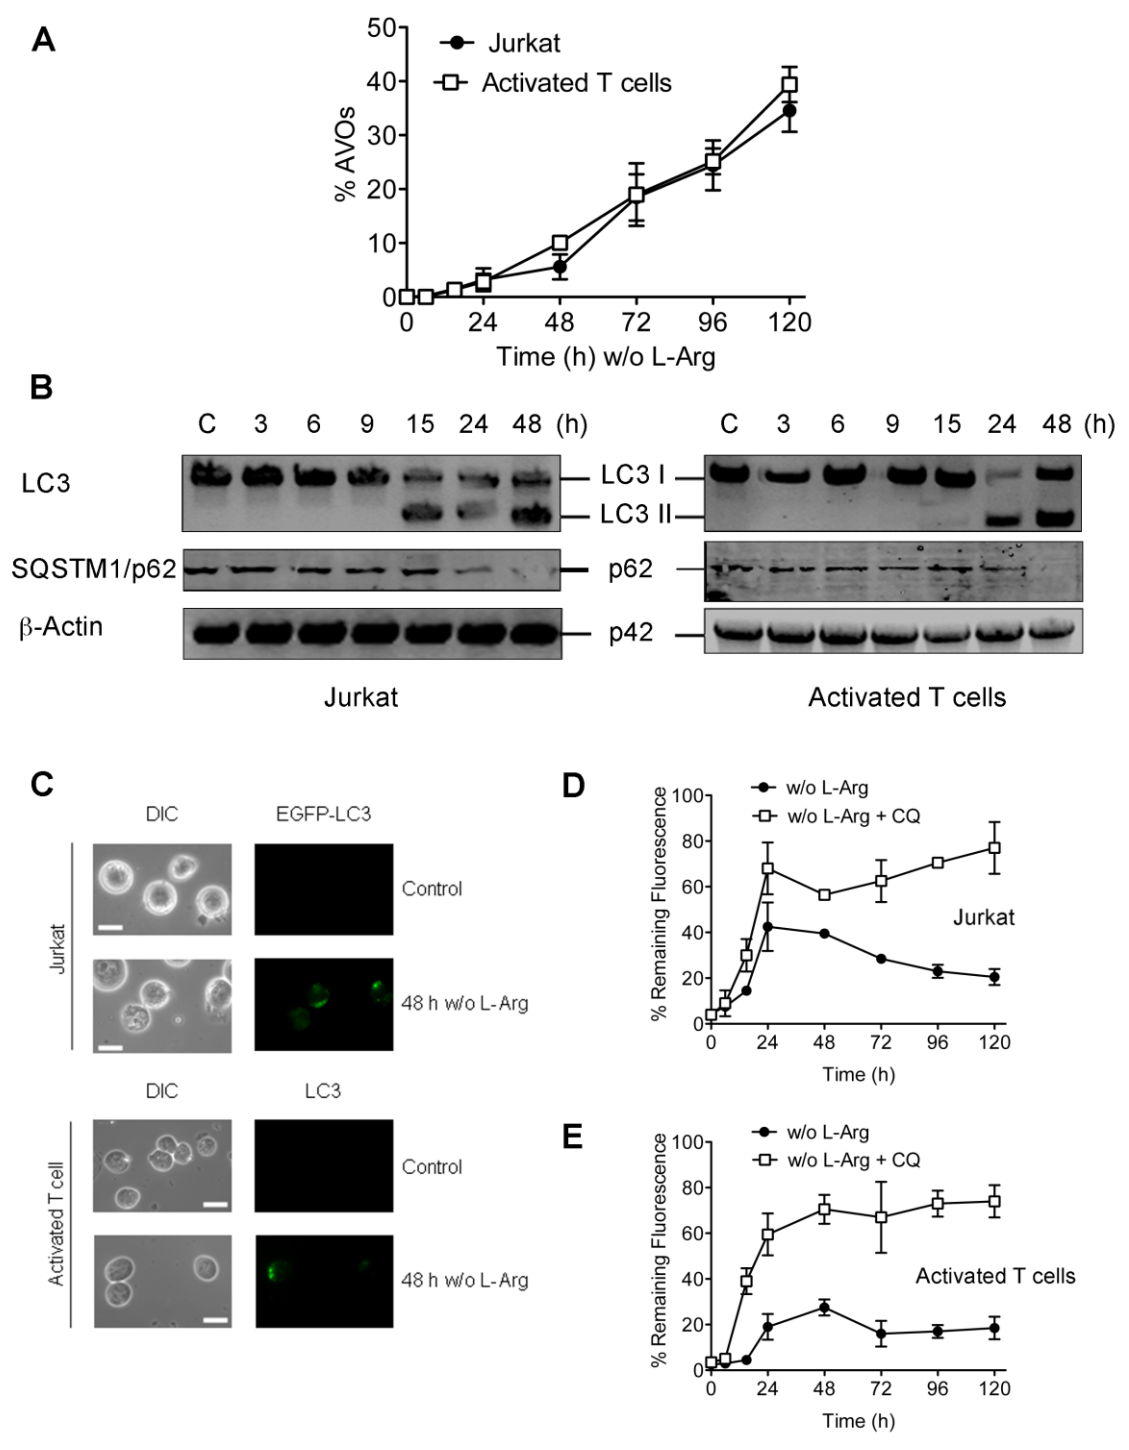 A
50
40
30
20
10
0
% AVOs
Jurkat
Activated T cells
0 24 48 72 96 120
Time (h) w/o L-Arg
B
C 3 6 9 15 24 48 (h)
C 3 6 9 15 24 48 (h)
LC3
LC3 I
LC3 II
SQSTM1/p62
p62
β-Actin
p42
Jurkat
Activated T cells
C
DIC EGFP-LC3
Jurkat
Control
48 h w/o L-Arg
DIC LC3
Activated T cell
Control
48 h w/o L-Arg
D
w/o L-Arg
w/o L-Arg + CQ
% Remaining Fluorescence
100
80
60
40
20
0
Jurkat
0 24 48 72 96 120
Time (h)
E
w/o L-Arg
w/o L-Arg + CQ
% Remaining Fluorescence
100
80
60
40
20
0
Activated T cells
0 24 48 72 96 120
Time (h)